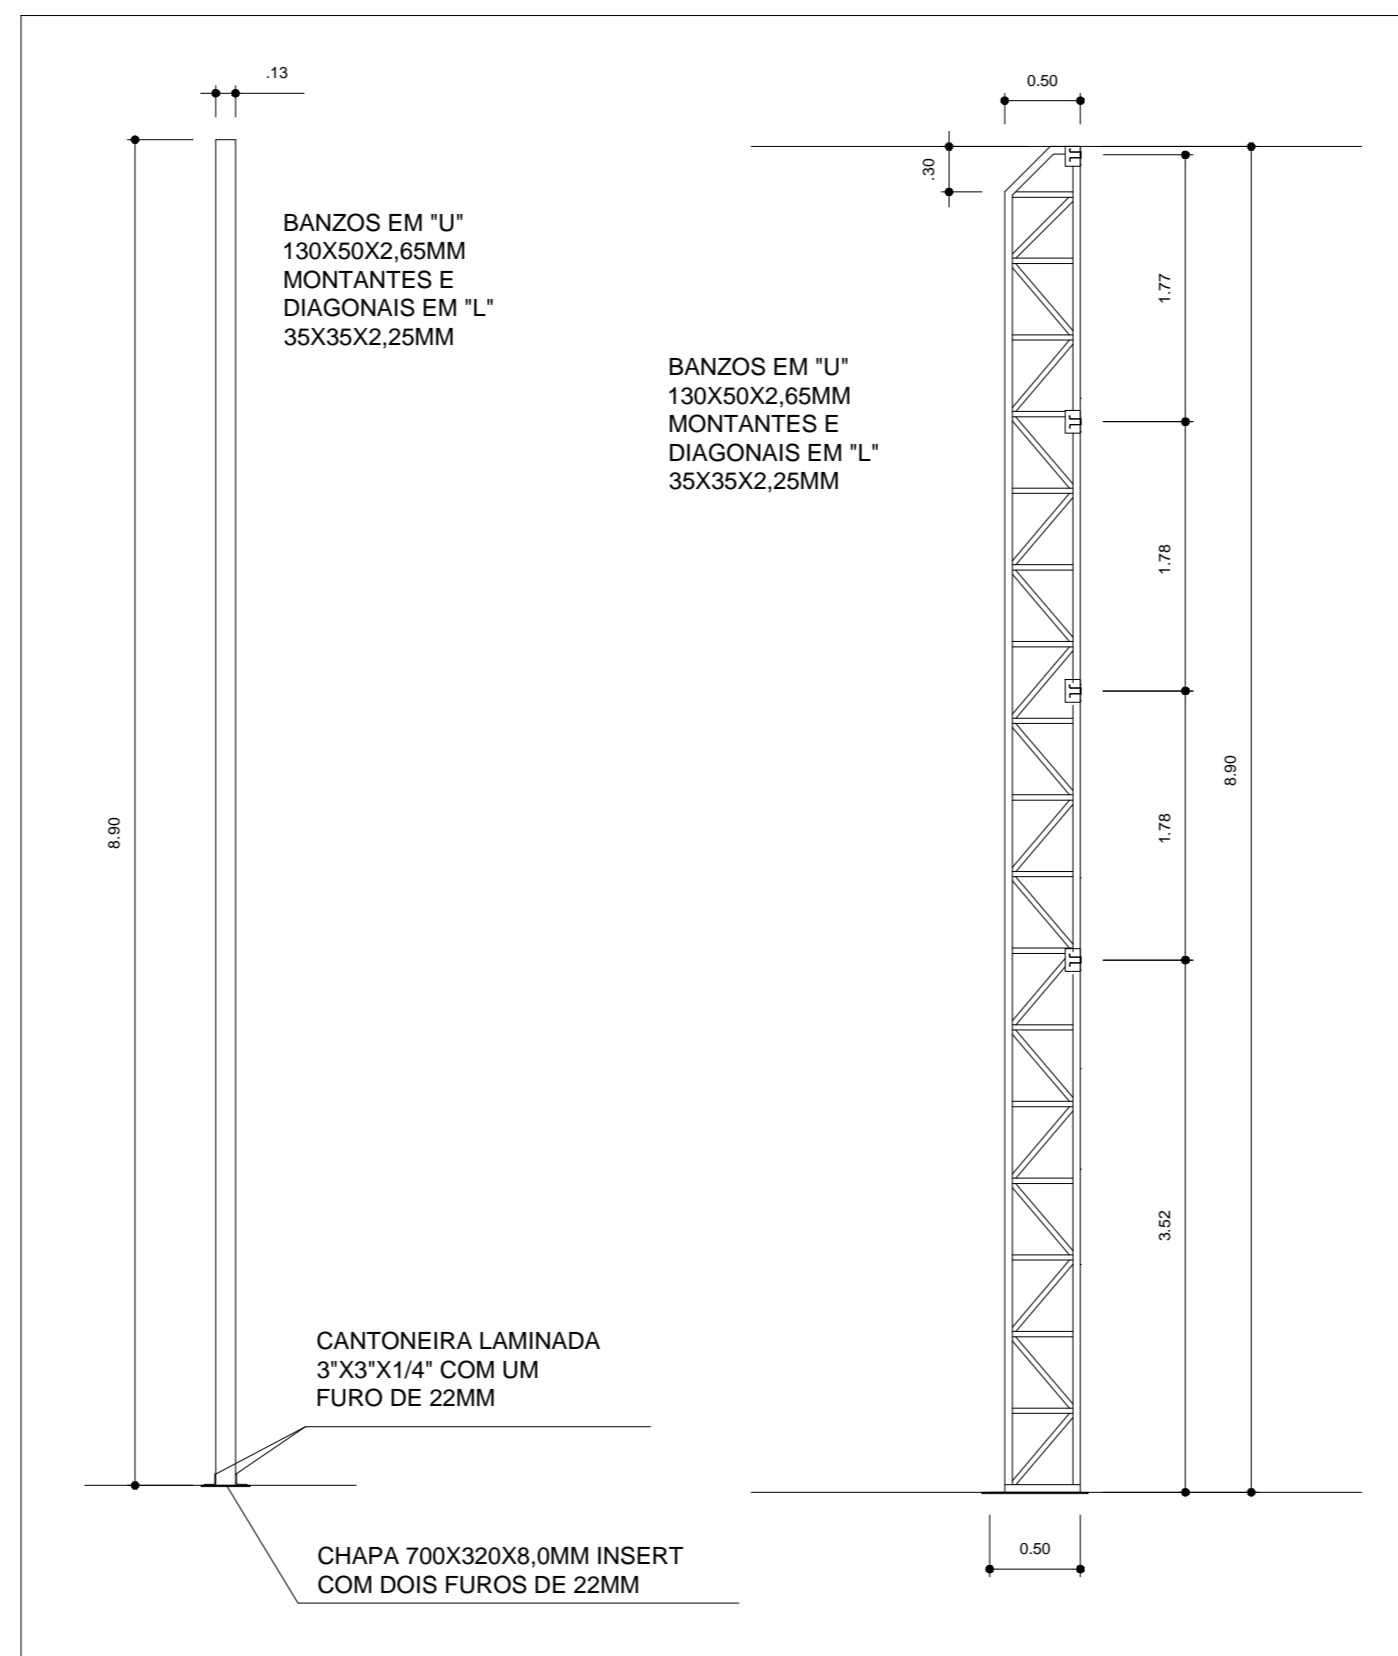 .13
0.50
.30
BANZOS EM "U"
130X50X2,65MM
MONTANTES E
DIAGONAIS EM "L"
35X35X2,25MM
1.77
BANZOS EM "U"
130X50X2,65MM
MONTANTES E
DIAGONAIS EM "L"
35X35X2,25MM
1.78
8.90
8.90
1.78
3.52
CANTONEIRA LAMINADA
3"X3"X1/4" COM UM
FURO DE 22MM
CHAPA 700X320X8,0MM INSERT
COM DOIS FUROS DE 22MM
0.50